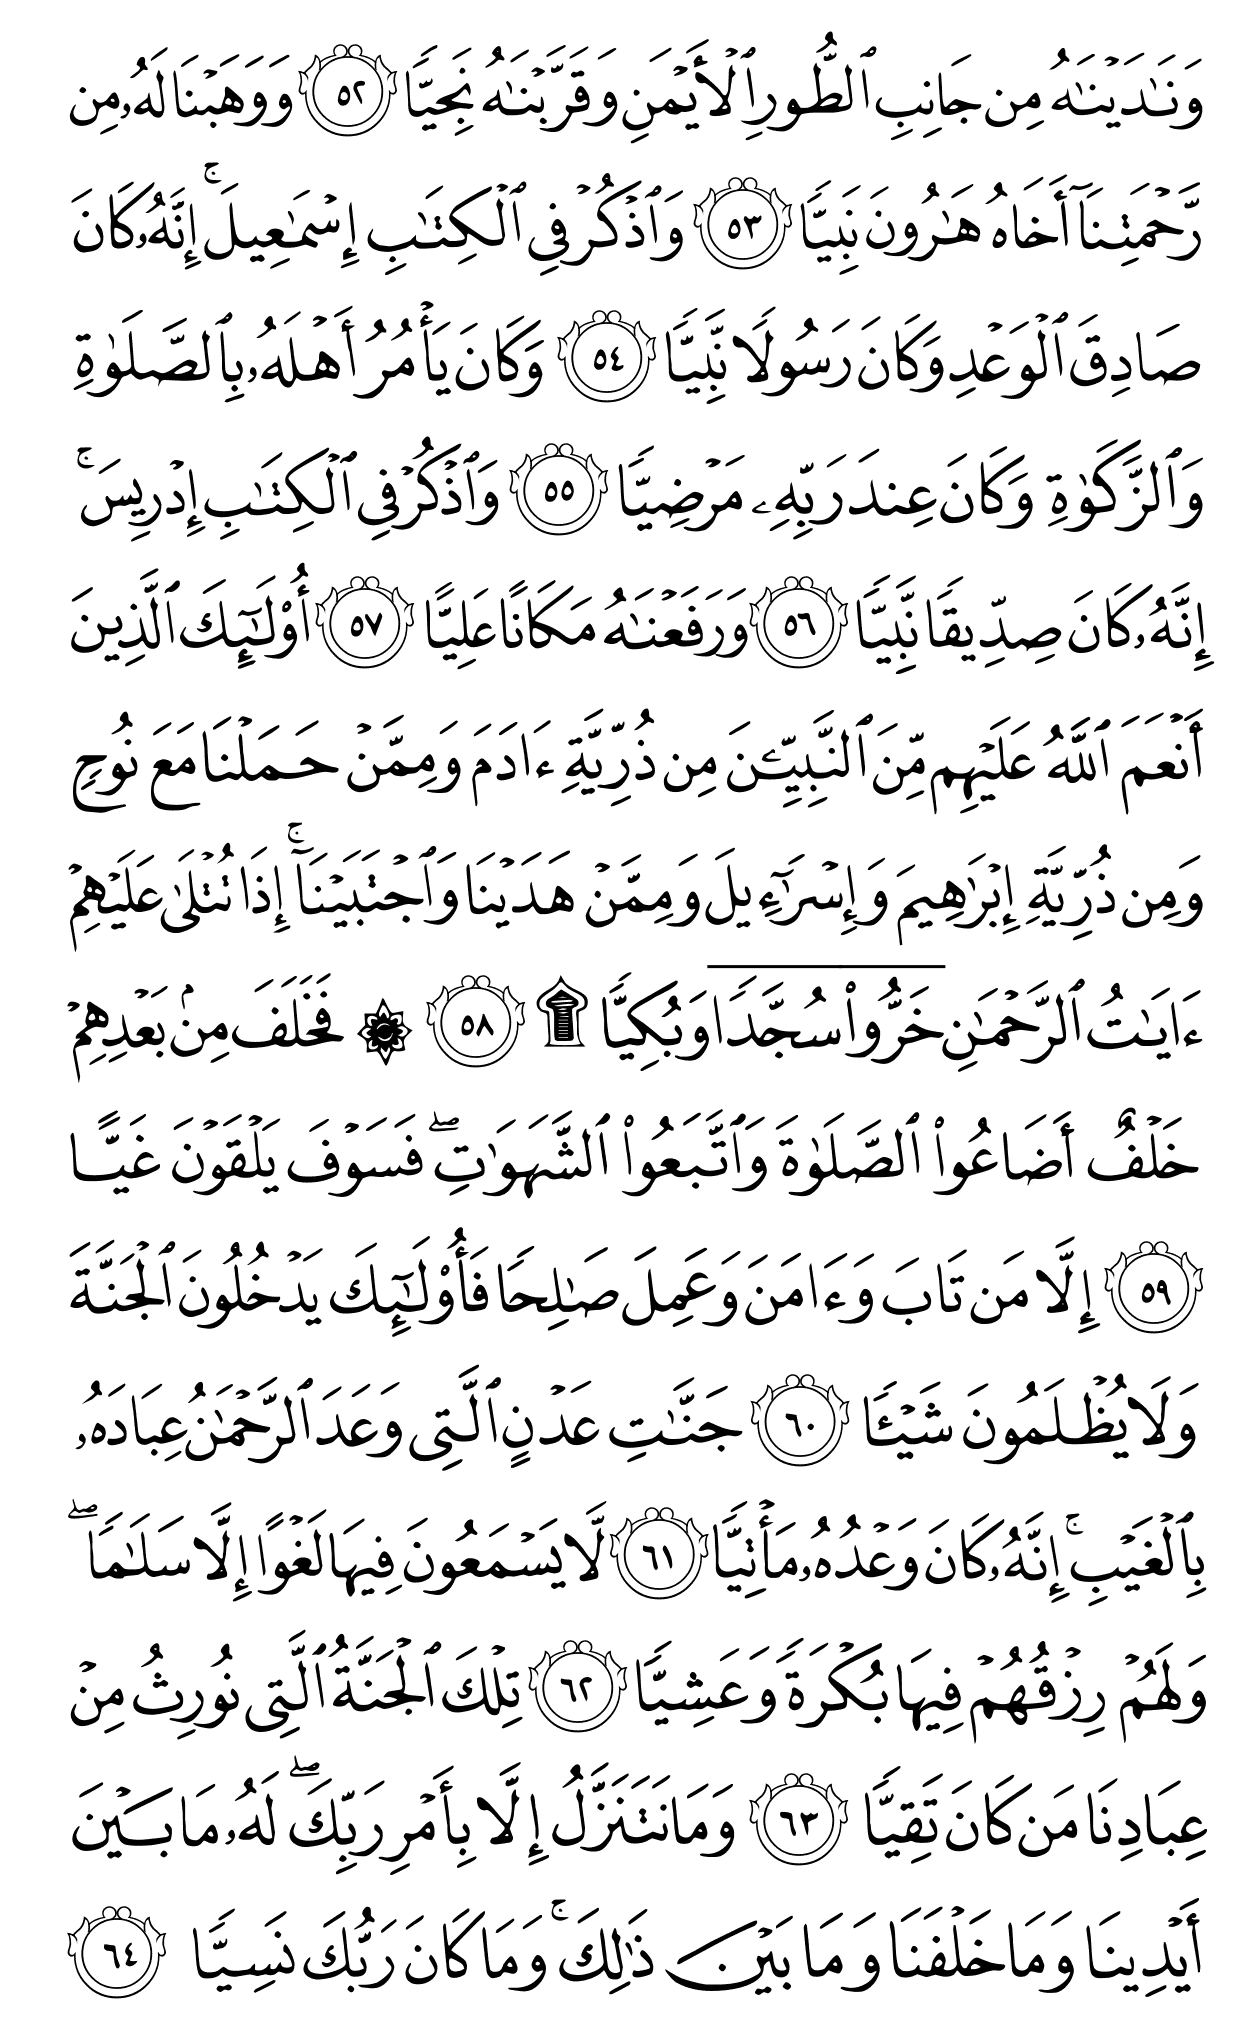 وَنَٰدَيۡنَٰهُ مِن جَانِبِ ٱلطُّورِ ٱلۡأَيۡمَنِ وَقَرَّبۡنَٰهُ نَجِيّٗا ٥٢ وَوَهَبۡنَا لَهُۥ مِن
رَّحۡمَتِنَآ أَخَاهُ هَٰرُونَ نَبِيّٗا ٥٣ وَٱذۡكُرۡ فِي ٱلۡكِتَٰبِ إِسۡمَٰعِيلَۚ إِنَّهُۥ كَانَ
صَادِقَ ٱلۡوَعۡدِ وَكَانَ رَسُولٗا نَّبِيّٗا ٥٤ وَكَانَ يَأۡمُرُ أَهۡلَهُۥ بِٱلصَّلَوٰةِ
وَٱلزَّكَوٰةِ وَكَانَ عِندَ رَبِّهِۦ مَرۡضِيّٗا ٥٥ وَٱذۡكُرۡ فِي ٱلۡكِتَٰبِ إِدۡرِيسَۚ
إِنَّهُۥ كَانَ صِدِّيقٗا نَّبِيّٗا ٥٦ وَرَفَعۡنَٰهُ مَكَانًا عَلِيًّا ٥٧ أُوْلَٰٓئِكَ ٱلَّذِينَ
أَنۡعَمَ ٱللَّهُ عَلَيۡهِم مِّنَ ٱلنَّبِيِّـۧنَ مِن ذُرِّيَّةِ ءَادَمَ وَمِمَّنۡ حَمَلۡنَا مَعَ نُوحٖ
وَمِن ذُرِّيَّةِ إِبۡرَٰهِيمَ وَإِسۡرَٰٓءِيلَ وَمِمَّنۡ هَدَيۡنَا وَٱجۡتَبَيۡنَآۚ إِذَا تُتۡلَىٰ عَلَيۡهِمۡ
ءَايَٰتُ ٱلرَّحۡمَٰنِ خَرُّواْ سُجَّدٗا وَبُكِيّٗا ۩ ٥٨ ۞ فَخَلَفَ مِنۢ بَعۡدِهِمۡ
خَلۡفٌ أَضَاعُواْ ٱلصَّلَوٰةَ وَٱتَّبَعُواْ ٱلشَّهَوَٰتِۖ فَسَوۡفَ يَلۡقَوۡنَ غَيًّا
٥٩ إِلَّا مَن تَابَ وَءَامَنَ وَعَمِلَ صَٰلِحٗا فَأُوْلَٰٓئِكَ يَدۡخُلُونَ ٱلۡجَنَّةَ
وَلَا يُظۡلَمُونَ شَيۡـٔٗا ٦٠ جَنَّٰتِ عَدۡنٍ ٱلَّتِي وَعَدَ ٱلرَّحۡمَٰنُ عِبَادَهُۥ
بِٱلۡغَيۡبِۚ إِنَّهُۥ كَانَ وَعۡدُهُۥ مَأۡتِيّٗا ٦١ لَّا يَسۡمَعُونَ فِيهَا لَغۡوًا إِلَّا سَلَٰمٗاۖ
وَلَهُمۡ رِزۡقُهُمۡ فِيهَا بُكۡرَةٗ وَعَشِيّٗا ٦٢ تِلۡكَ ٱلۡجَنَّةُ ٱلَّتِي نُورِثُ مِنۡ
عِبَادِنَا مَن كَانَ تَقِيّٗا ٦٣ وَمَا نَتَنَزَّلُ إِلَّا بِأَمۡرِ رَبِّكَۖ لَهُۥ مَا بَيۡنَ
أَيۡدِينَا وَمَا خَلۡفَنَا وَمَا بَيۡنَ ذَٰلِكَۚ وَمَا كَانَ رَبُّكَ نَسِيّٗا ٦٤